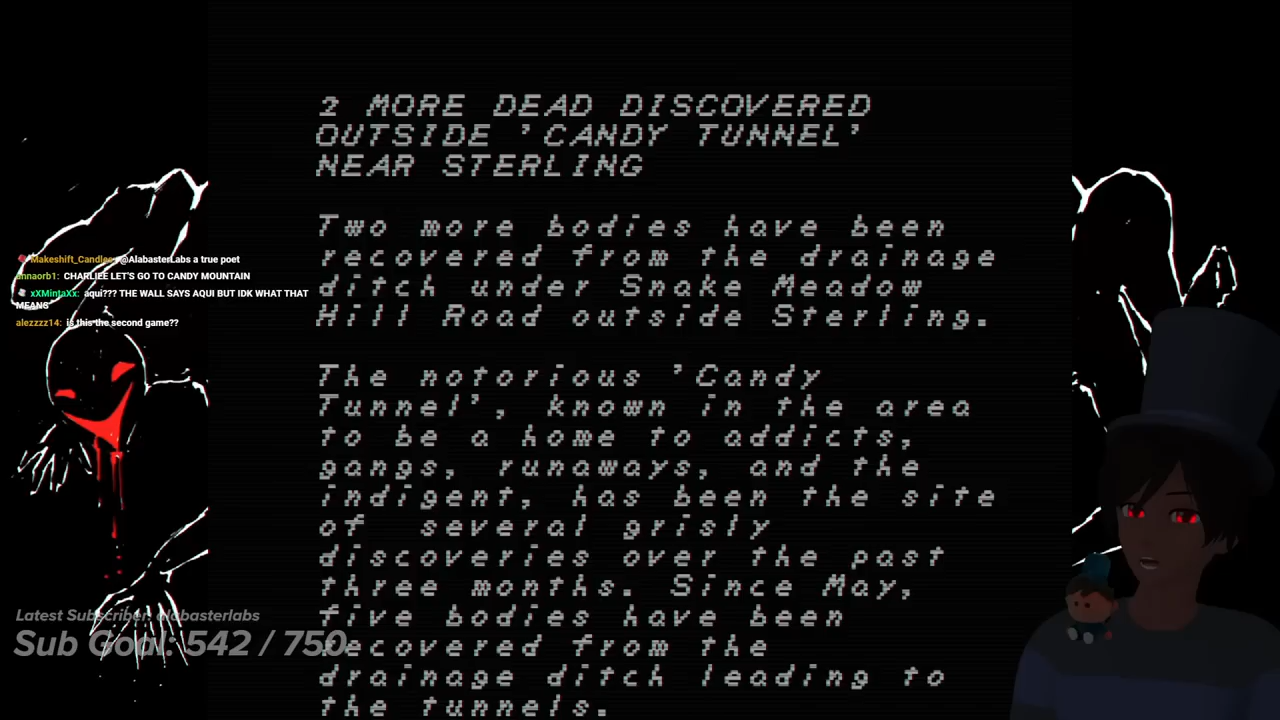 2 MORE DEAD DISCOVERED
OUTSIDE 'CANDY TUNNEL'
NEAR STERLING
Two more bodies have been
recovered from the drainage
ditch under Snake Meadow
Hill Road outside Sterling.
The notorious 'Candy
Tunnel', known in the area
to be a home to addicts,
gangs, runaways, and the
indigent, has been the site
of several grisly
discoveries over the past
three months. Since May,
five bodies have been
recovered from the
drainage ditch leading to
the tunnels.
Makeshift_Candle: @AlabasterLabs a true poet
annaorb1: CHARLIEE LET'S GO TO CANDY MOUNTAIN
xXMintaXx: aqui??? THE WALL SAYS AQUI BUT IDK WHAT THAT
MEANS
alezzzz14: is this the second game??
Latest Subscriber: alabasterlabs
Sub Goal: 542 / 750